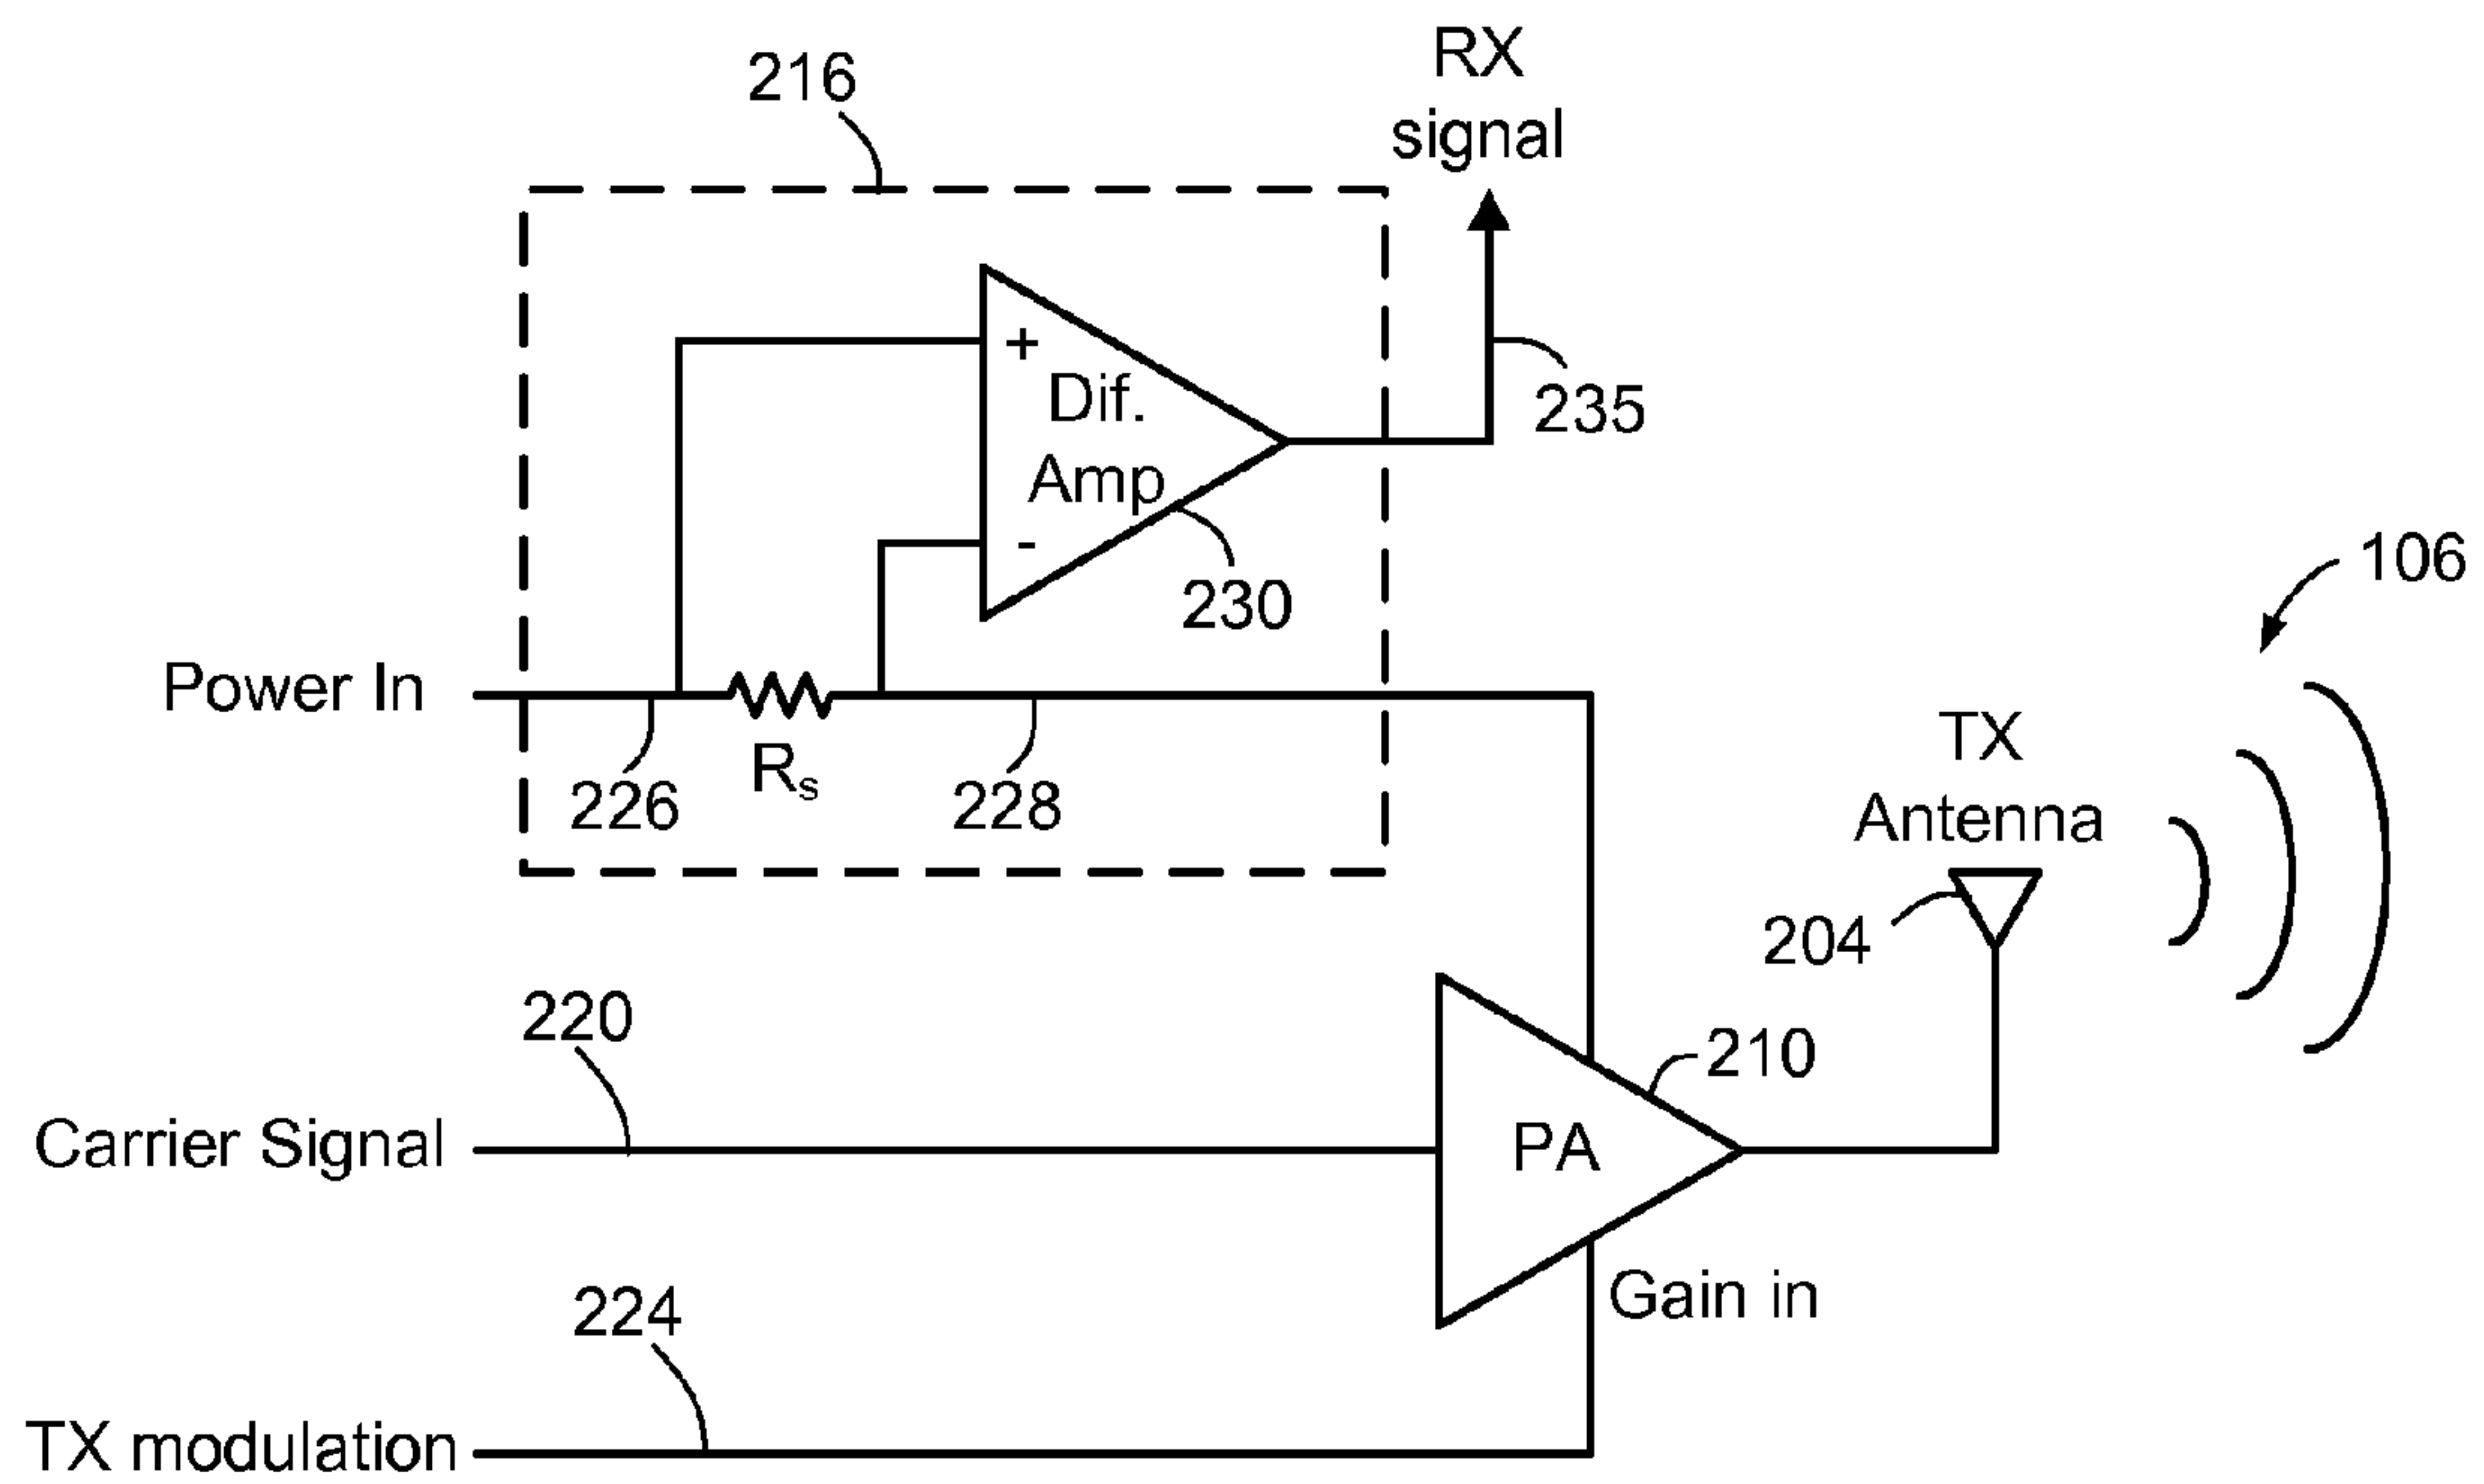 216
RX
signal
+
Dif.
Amp
-
230
235
106
Power In
226
Rs
228
TX
Antenna
204
220
210
Carrier Signal
PA
224
Gain in
TX modulation